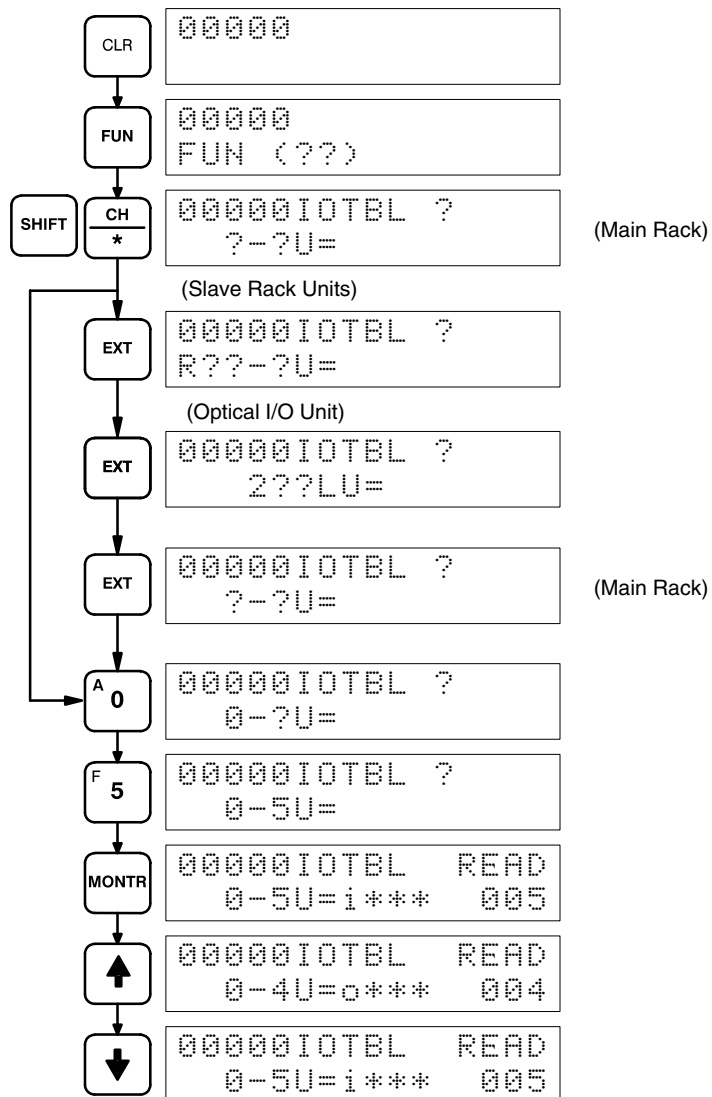 CLR
00000
FUN
00000
FUN (??)
SHIFT
CH
*
00000IOTBL ?
?-?U=
(Main Rack)
(Slave Rack Units)
EXT
00000IOTBL ?
R??-?U=
(Optical I/O Unit)
EXT
00000IOTBL ?
2??LU=
EXT
00000IOTBL ?
?-?U=
(Main Rack)
A
0
00000IOTBL ?
0-?U=
F
5
00000IOTBL ?
0-5U=
MONTR
00000IOTBL READ
0-5U=i*** 005
00000IOTBL READ
0-4U=o*** 004
00000IOTBL READ
0-5U=i*** 005